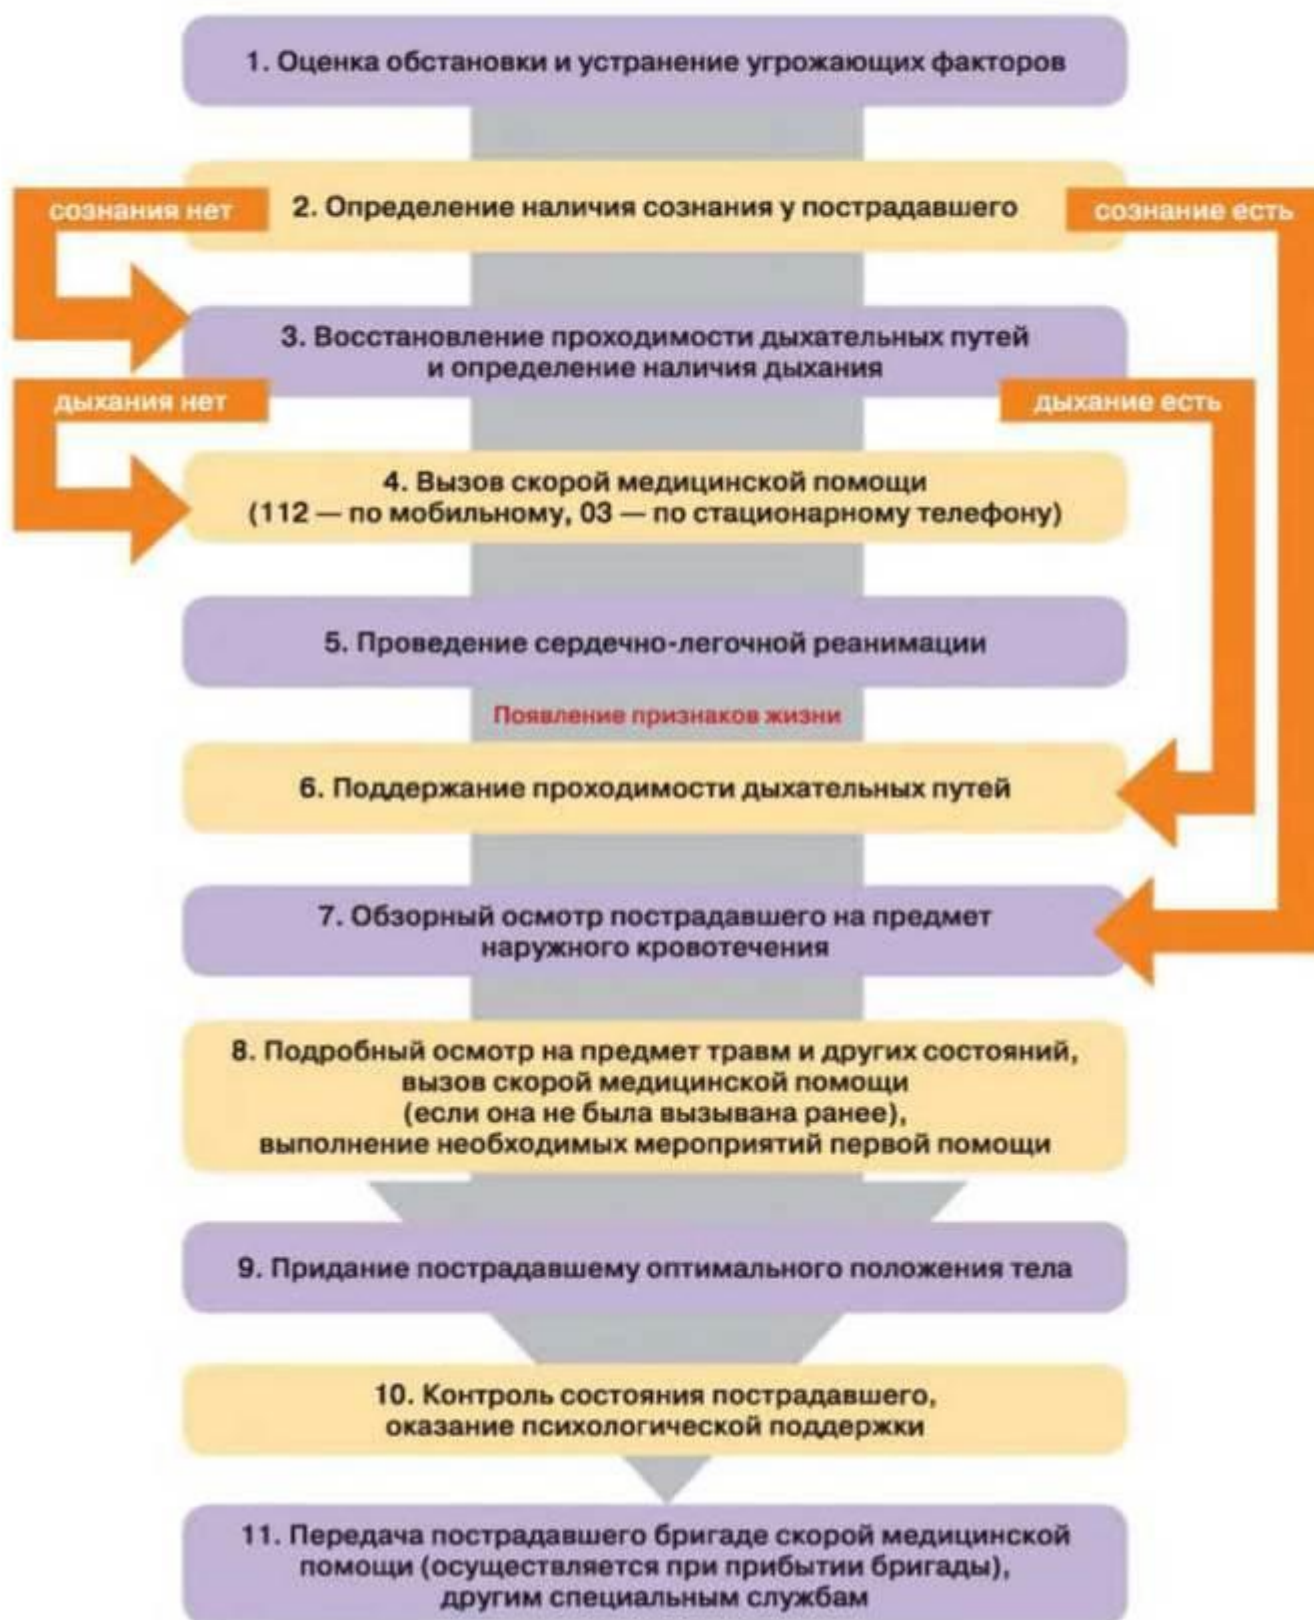 1. Оценка обстановки и устранение угрожающих факторов
сознания нет
2. Определение наличия сознания у пострадавшего
сознание есть
3. Восстановление проходимости дыхательных путей
и определение наличия дыхания
дыхания нет
дыхание есть
4. Вызов скорой медицинской помощи
(112 — по мобильному, 03 — по стационарному телефону)
5. Проведение сердечно-легочной реанимации
Появление признаков жизни
6. Поддержание проходимости дыхательных путей
7. Обзорный осмотр пострадавшего на предмет
наружного кровотечения
8. Подробный осмотр на предмет травм и других состояний,
вызов скорой медицинской помощи
(если она не была вызывана ранее),
выполнение необходимых мероприятий первой помощи
9. Придание пострадавшему оптимального положения тела
10. Контроль состояния пострадавшего,
оказание психологической поддержки
11. Передача пострадавшего бригаде скорой медицинской
помощи (осуществляется при прибытии бригады),
другим специальным службам